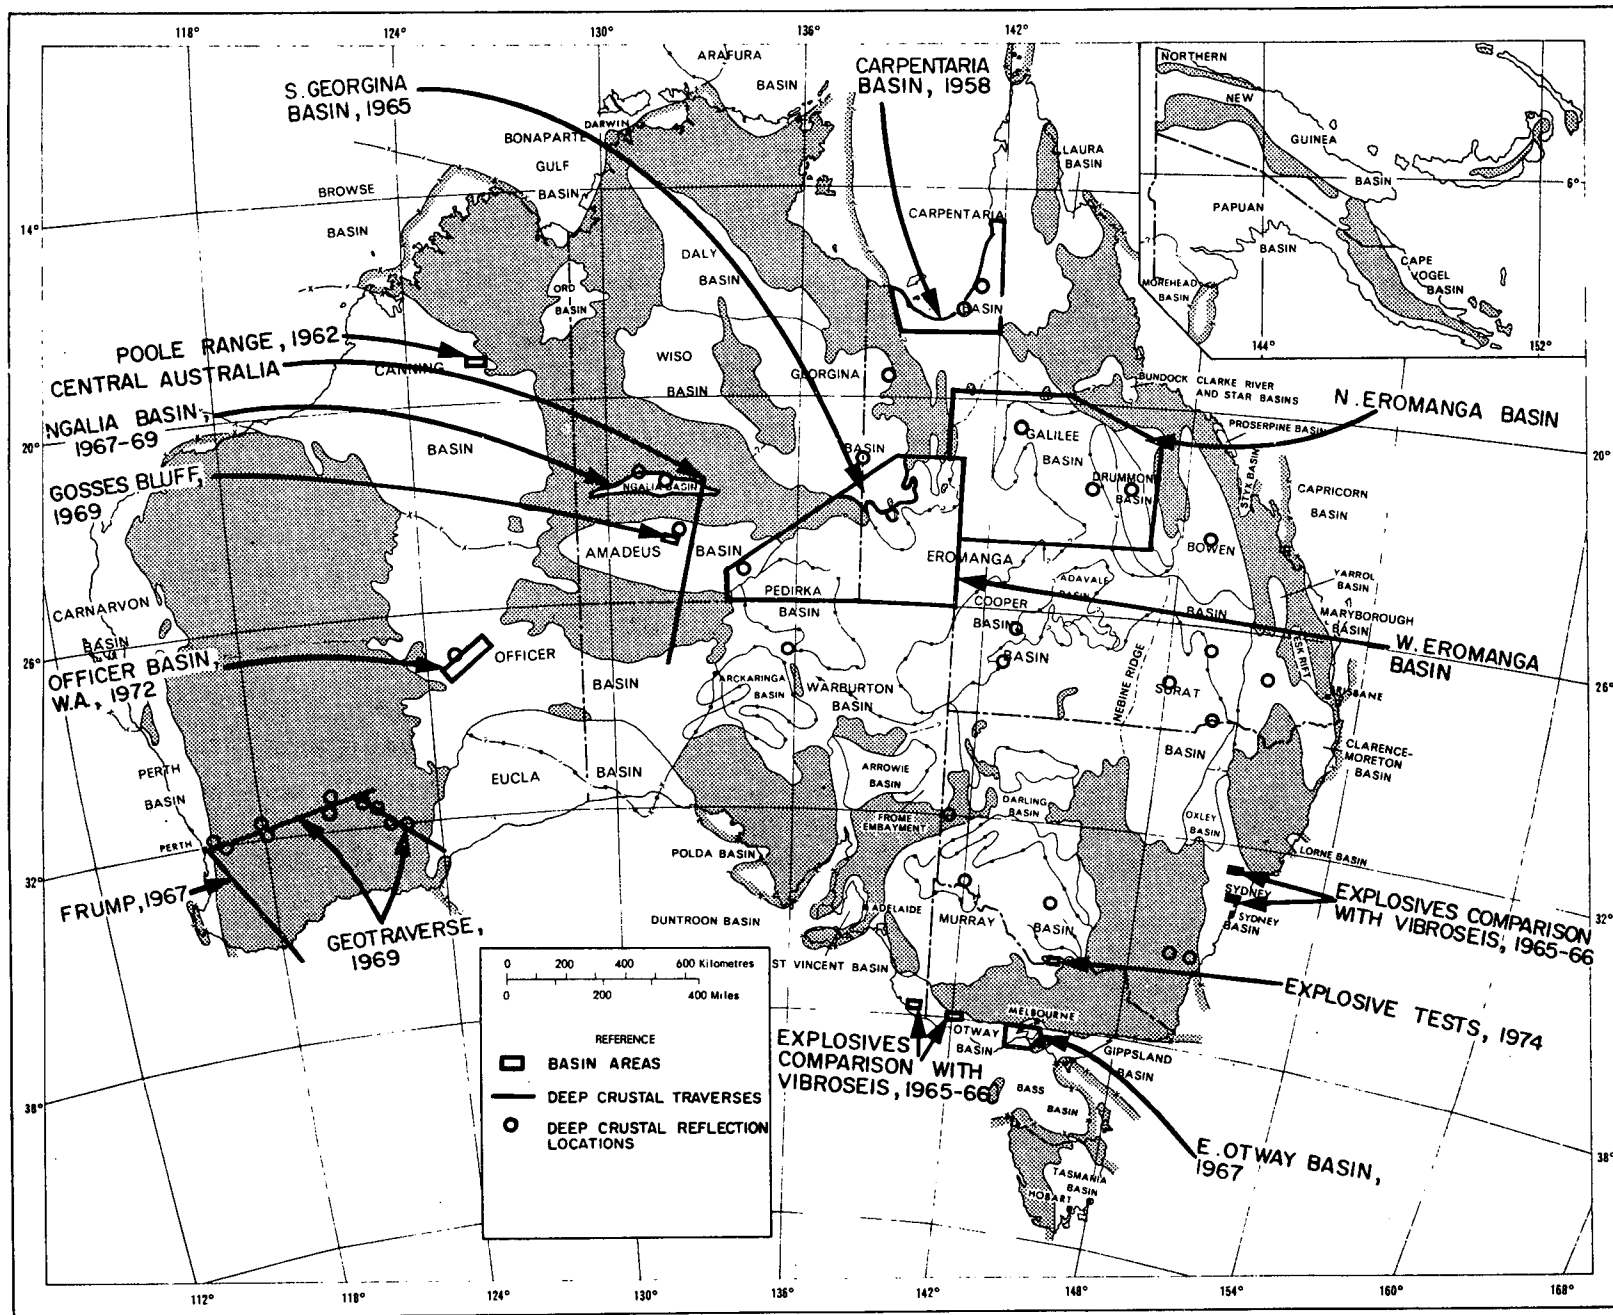 118°
124°
130°
136°
142°
S. GEORGINA
BASIN, 1965
ARAFURA
BASIN
CARPENTARIA
BASIN, 1958
NORTHERN
NEW
GUINEA
BASIN
PAPUAN
BASIN
CAPE
VOGEL
BASIN
MOREHEAD
BASIN
6°
144°
152°
DARWIN
BONAPARTE
GULF
BASIN
BROWSE
BASIN
LAURA
BASIN
CARPENTARIA
BASIN
14°
DALY
BASIN
ORD
BASIN
POOLE RANGE, 1962
CENTRAL AUSTRALIA
CANNING
BASIN
WISO
BASIN
GEORGINA
BASIN
BUNDOCK CLARKE RIVER
AND STAR BASINS
N. EROMANGA BASIN
PROSERPINE BASIN
NGALIA BASIN,
1967-69
20°
20°
GALILEE
BASIN
DRUMMOND
BASIN
STYX BASIN
CAPRICORN
BASIN
GOSSES BLUFF,
1969
NGALIA BASIN
AMADEUS
BASIN
EROMANGA
BOWEN
BASIN
YARROL
BASIN
PEDIRKA
BASIN
COOPER
BASIN
ADAVALE
BASIN
MARYBOROUGH
BASIN
CARNARVON
BASIN
W. EROMANGA
BASIN
26°
26°
OFFICER BASIN,
W.A., 1972
OFFICER
BASIN
BASIN
ARCKARINGA
BASIN
WARBURTON
BASIN
NEBINE RIDGE
SURAT
BASIN
ESK RIFT
BRISBANE
CLARENCE-
MORETON
BASIN
PERTH
BASIN
EUCLA
BASIN
ARROWIE
BASIN
DARLING
BASIN
FROME
EMBAYMENT
OXLEY
BASIN
PERTH
POLDA BASIN
LORNE BASIN
32°
32°
FRUMP, 1967
GEOTRAVERSE,
1969
DUNTROON BASIN
ADELAIDE
MURRAY
BASIN
SYDNEY
SYDNEY
BASIN
EXPLOSIVES COMPARISON
WITH VIBROSEIS, 1965-66
ST VINCENT BASIN
EXPLOSIVE TESTS, 1974
0 200 400 600 Kilometres
0 200 400 Miles
REFERENCE
BASIN AREAS
DEEP CRUSTAL TRAVERSES
DEEP CRUSTAL REFLECTION
LOCATIONS
EXPLOSIVES
COMPARISON WITH
VIBROSEIS, 1965-66
MELBOURNE
OTWAY
BASIN
GIPPSLAND
BASIN
BASS
BASIN
E. OTWAY BASIN,
1967
38°
38°
TASMANIA
BASIN
HOBART
112°
118°
124°
130°
136°
142°
148°
154°
160°
168°